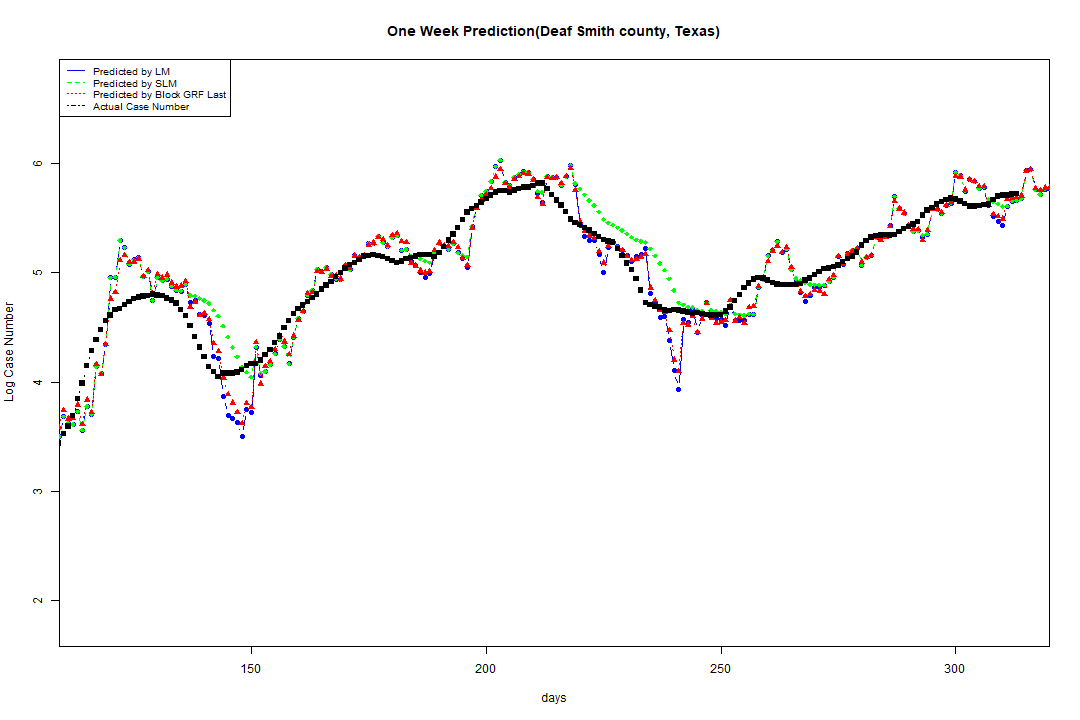 One Week Prediction(Deaf Smith county, Texas)
Predicted by LM
Predicted by SLM
Predicted by Block GRF Last
Actual Case Number
6
5
4
3
2
Log Case Number
150 200 250 300
days